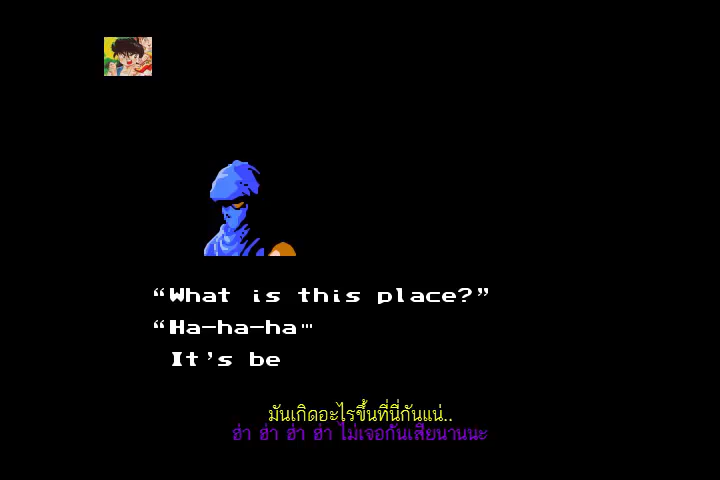 “What is this place?”
“Ha-ha-ha…
It’s be
มันเกิดอะไรขึ้นที่นี่กันแน่..
ฮ่า ฮ่า ฮ่า ฮ่า ไม่เจอกันเสียนานนะ